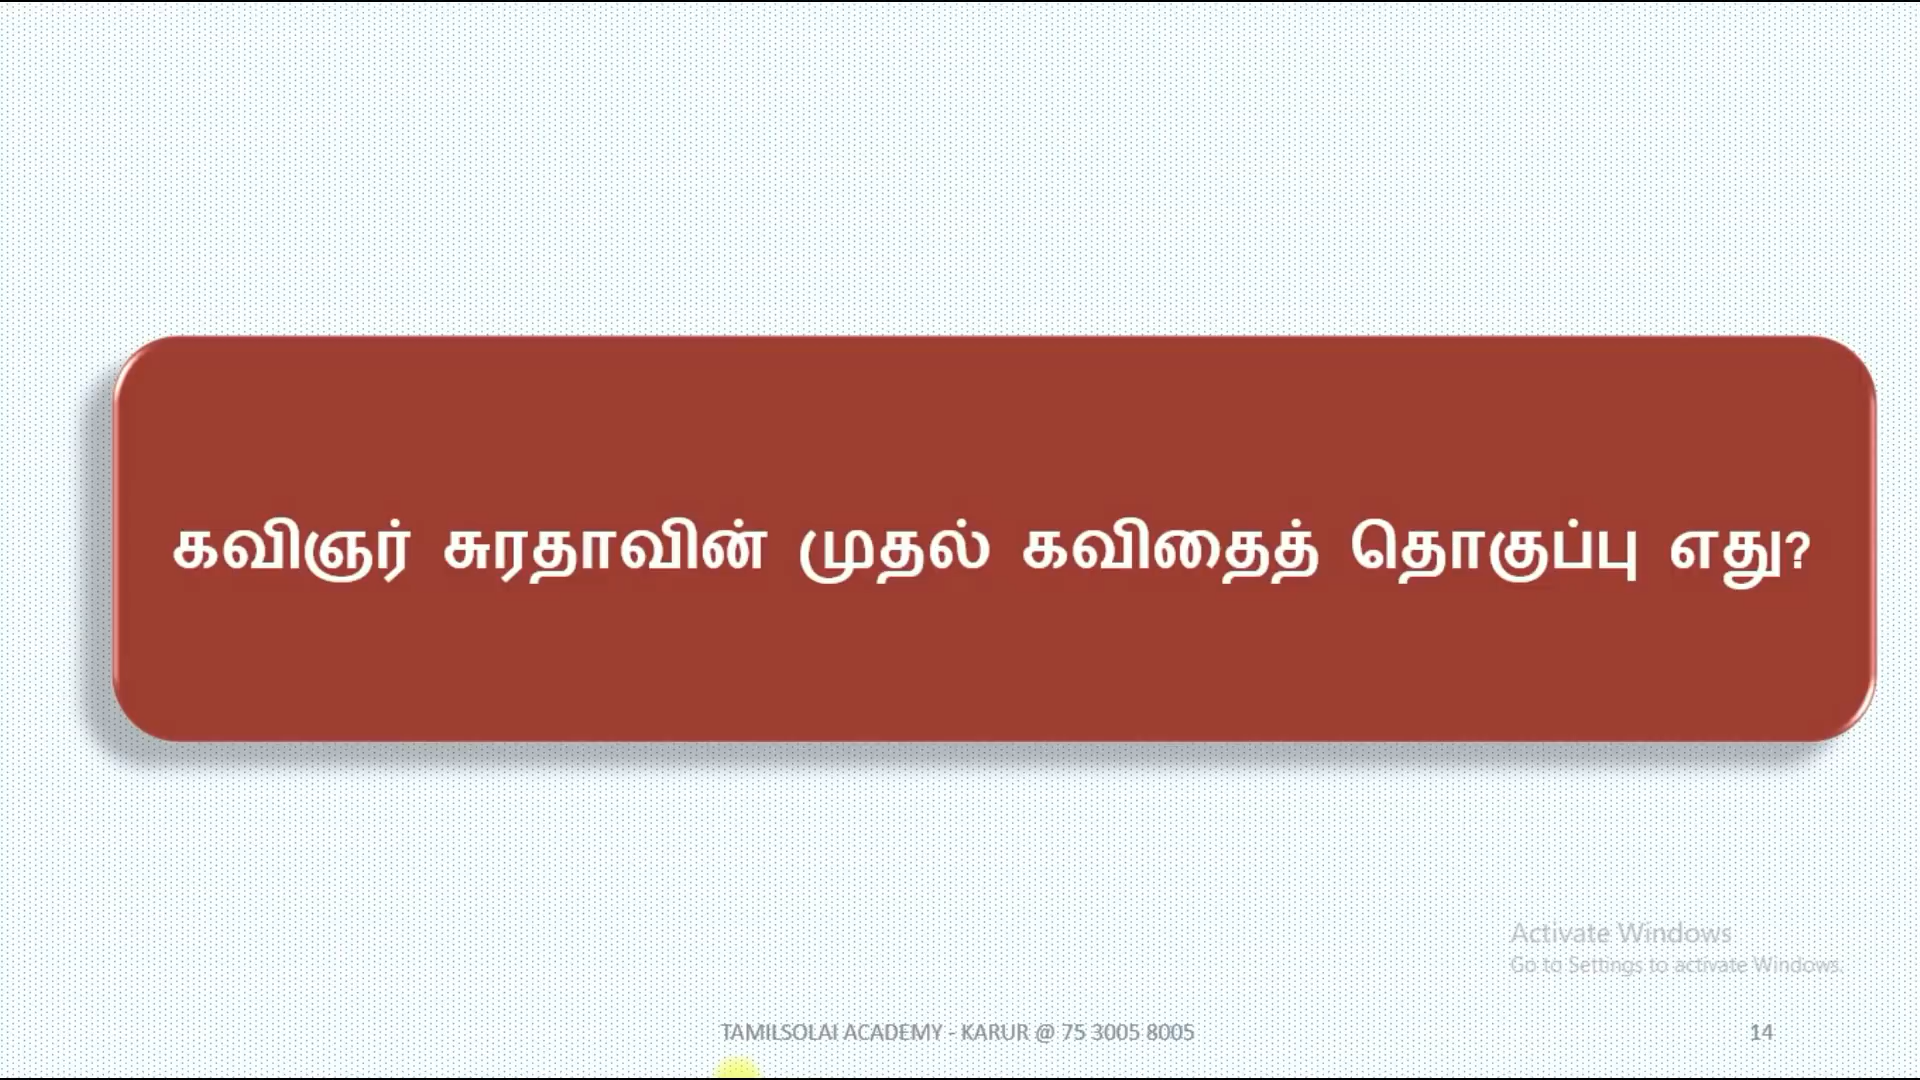 கவிஞர் சுரதாவின் முதல் கவிதைத் தொகுப்பு எது?
Activate Windows
Go to Settings to activate Windows.
TAMILSOLAI ACADEMY - KARUR @ 75 3005 8005
14